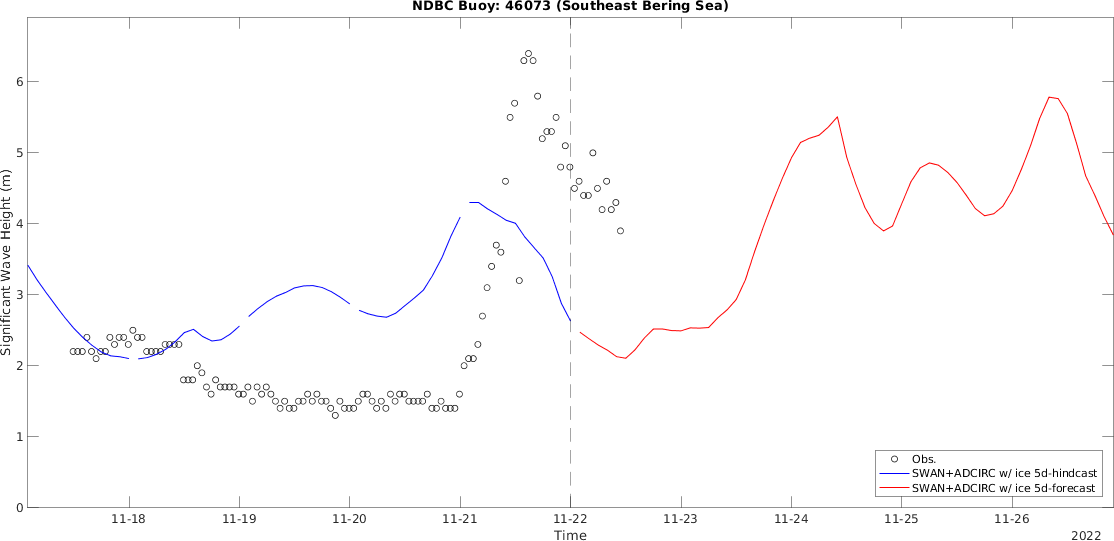 NDBC Buoy: 46073 (Southeast Bering Sea)
Significant Wave Height (m)
6
5
4
3
2
1
0
Obs.
SWAN+ADCIRC w/ ice 5d-hindcast
SWAN+ADCIRC w/ ice 5d-forecast
11-18 11-19 11-20 11-21 11-22 11-23 11-24 11-25 11-26
Time
2022